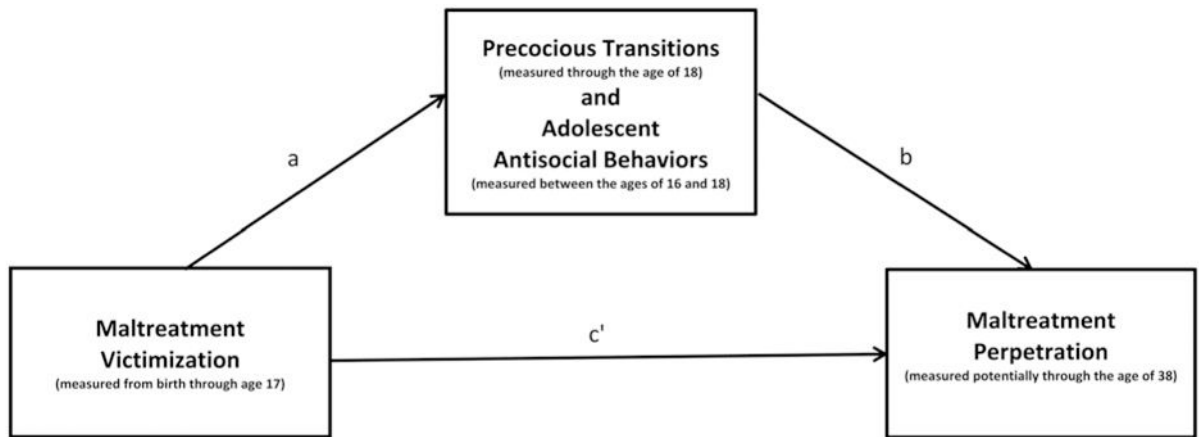 Precocious Transitions
(measured through the age of 18)
and
Adolescent
Antisocial Behaviors
(measured between the ages of 16 and 18)
a
b
Maltreatment
Victimization
(measured from birth through age 17)
c'
Maltreatment
Perpetration
(measured potentially through the age of 38)